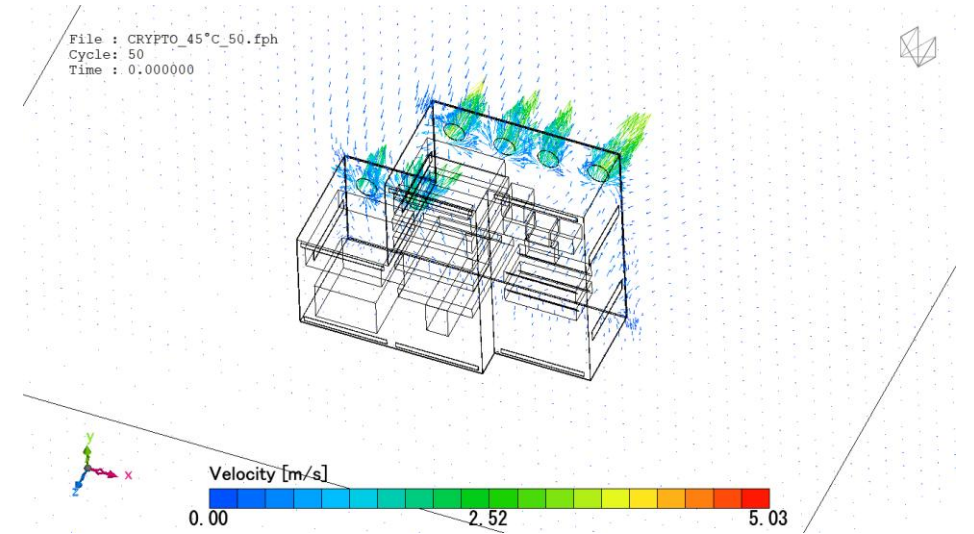 File : CRYPTO_45°C_50.fph
Cycle: 50
Time : 0.000000
y
x
z
Velocity [m/s]
0.00 2.52 5.03